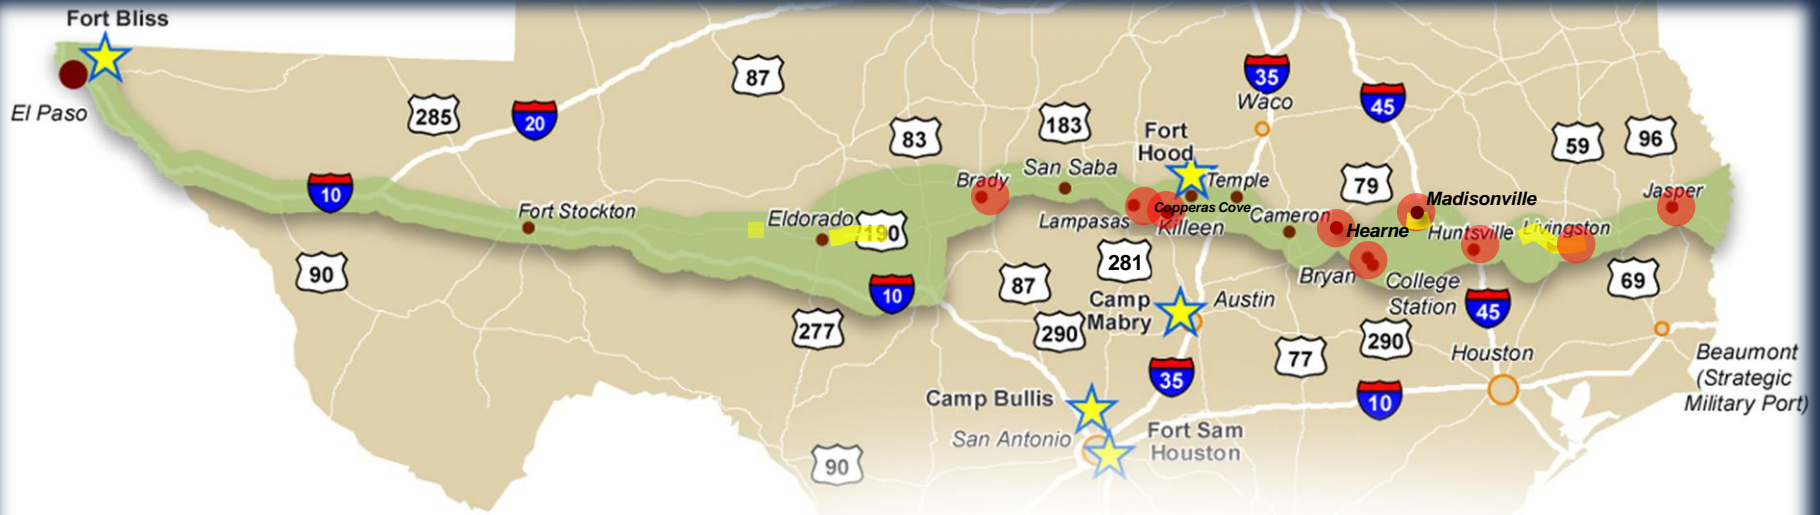 Fort Bliss
El Paso
285
20
87
83
183
35
Waco
45
59
96
Fort
Hood
10
Brady
San Saba
Temple
79
Madisonville
Jasper
Fort Stockton
Eldorado
190
Lampasas
Copperas Cove
Killeen
Cameron
Hearne
Huntsville
Livingston
90
10
87
281
Bryan
College
Station
69
277
290
Camp
Mabry
Austin
45
77
290
Houston
Beaumont
(Strategic
Military Port)
35
10
Camp Bullis
San Antonio
Fort Sam
Houston
90